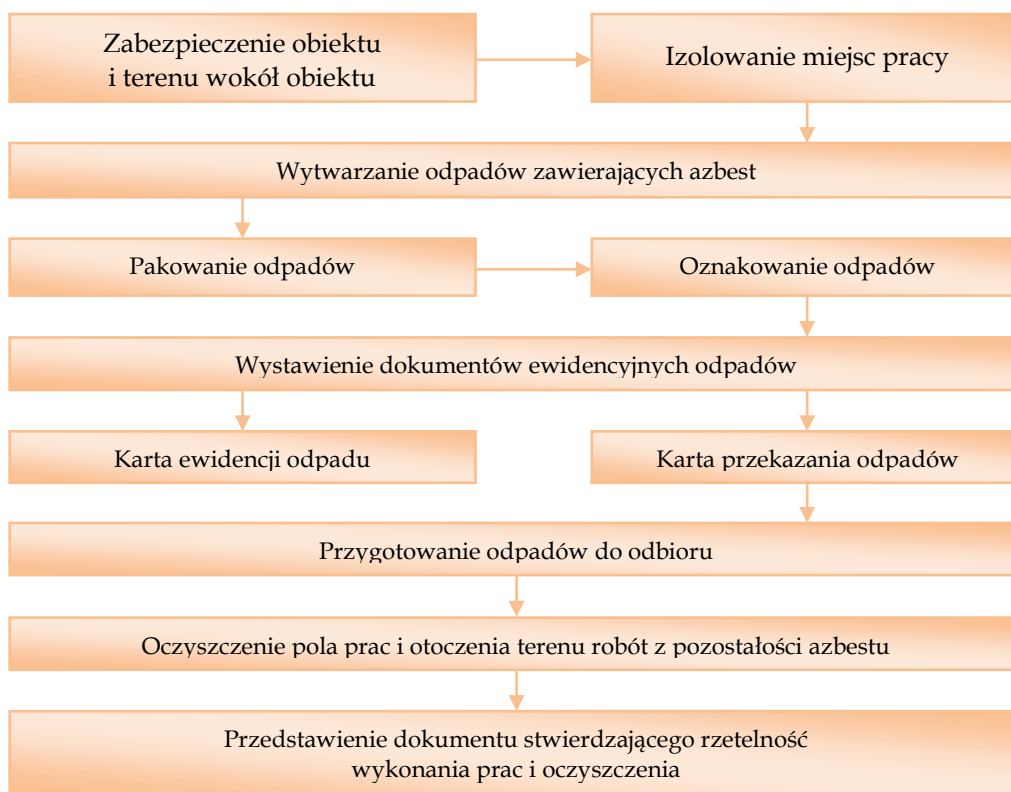 Zabezpieczenie obiektu
i terenu wokół obiektu
Izolowanie miejsc pracy
Wytwarzanie odpadów zawierających azbest
Pakowanie odpadów
Oznakowanie odpadów
Wystawienie dokumentów ewidencyjnych odpadów
Karta ewidencji odpadu
Karta przekazania odpadów
Przygotowanie odpadów do odbioru
Oczyszczenie pola prac i otoczenia terenu robót z pozostałości azbestu
Przedstawienie dokumentu stwierdzającego rzetelność
wykonania prac i oczyszczenia